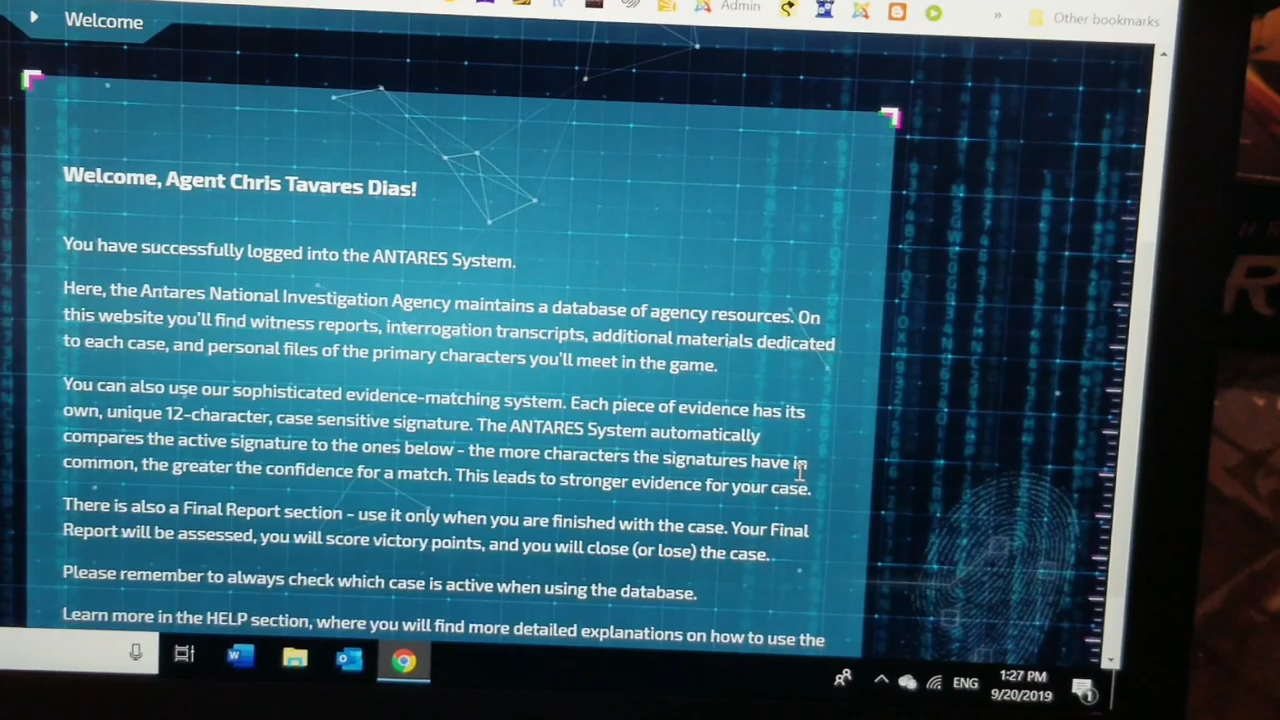 Admin
Other bookmarks
Welcome
Welcome, Agent Chris Tavares Dias!
You have successfully logged into the ANTARES System.
Here, the Antares National Investigation Agency maintains a database of agency resources. On
this website you'll find witness reports, interrogation transcripts, additional materials dedicated
to each case, and personal files of the primary characters you'll meet in the game.
You can also use our sophisticated evidence-matching system. Each piece of evidence has its
own, unique 12-character, case sensitive signature. The ANTARES System automatically
compares the active signature to the ones below - the more characters the signatures have in
common, the greater the confidence for a match. This leads to stronger evidence for your case.
There is also a Final Report section - use it only when you are finished with the case. Your Final
Report will be assessed, you will score victory points, and you will close (or lose) the case.
Please remember to always check which case is active when using the database.
Learn more in the HELP section, where you will find more detailed explanations on how to use the
ENG
1:27 PM
9/20/2019
1